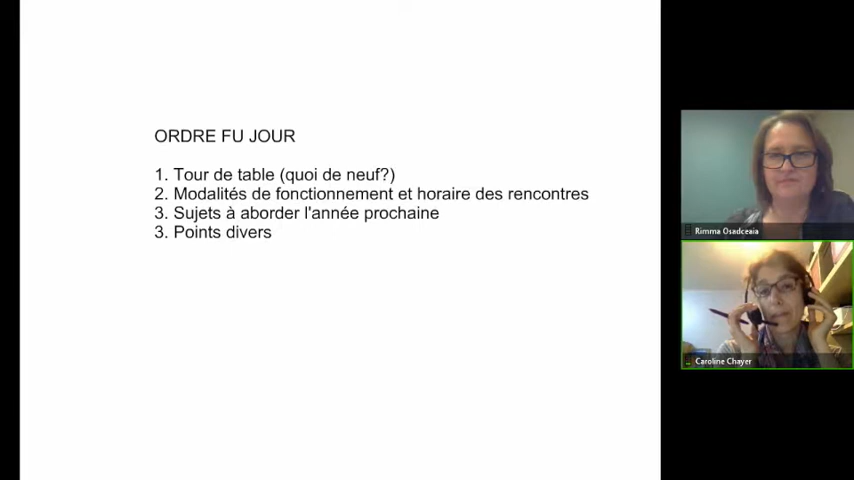 ORDRE FU JOUR
1. Tour de table (quoi de neuf?)
2. Modalités de fonctionnement et horaire des rencontres
3. Sujets à aborder l'année prochaine
3. Points divers
Rimma Osadceaia
Caroline Chayer